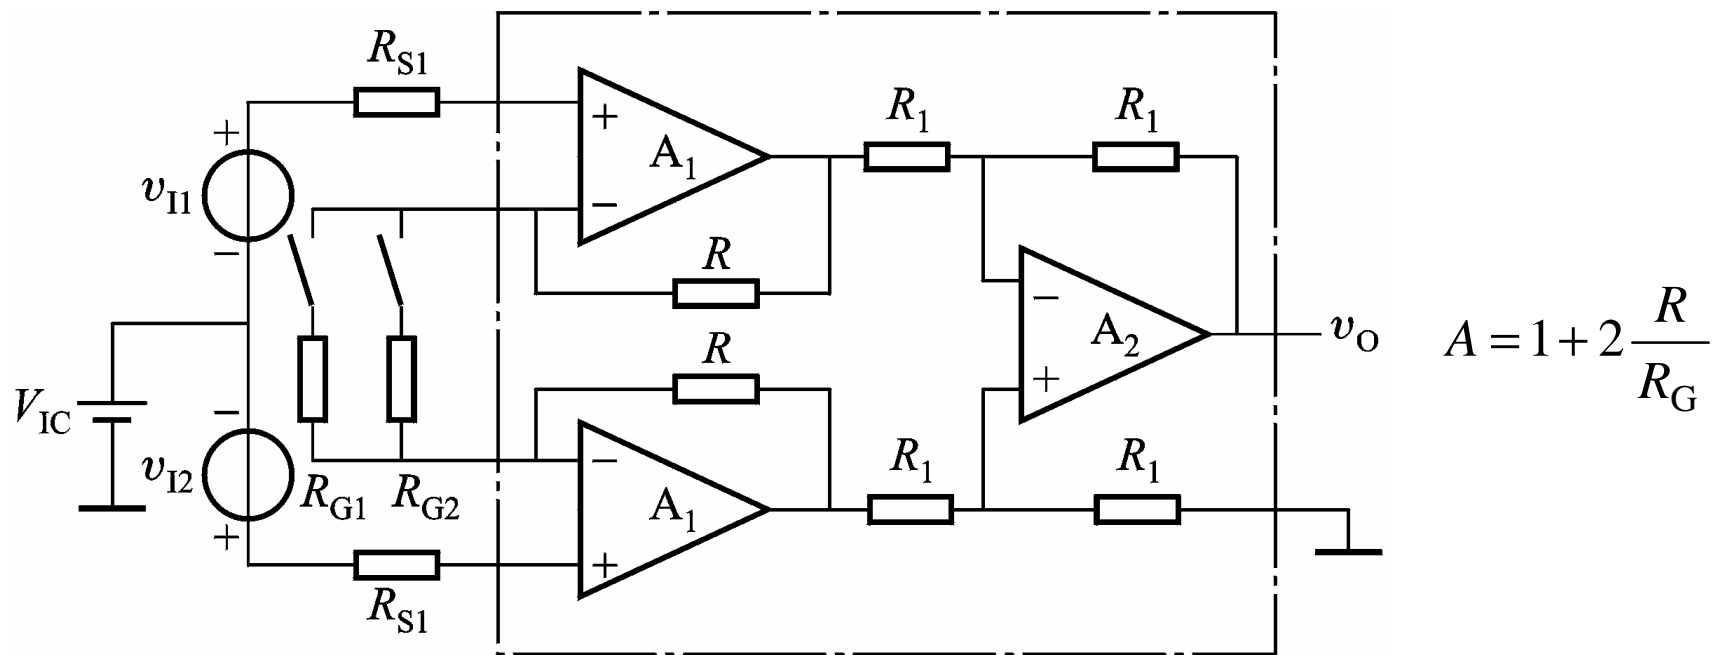 R_S1
+
v_I1
−
V_IC
−
v_I2
+
R_S1
R_G1
R_G2
+
A_1
−
R
R
−
A_1
+
R_1
R_1
−
A_2
+
R_1
R_1
v_O
A = 1 + 2 R/R_G